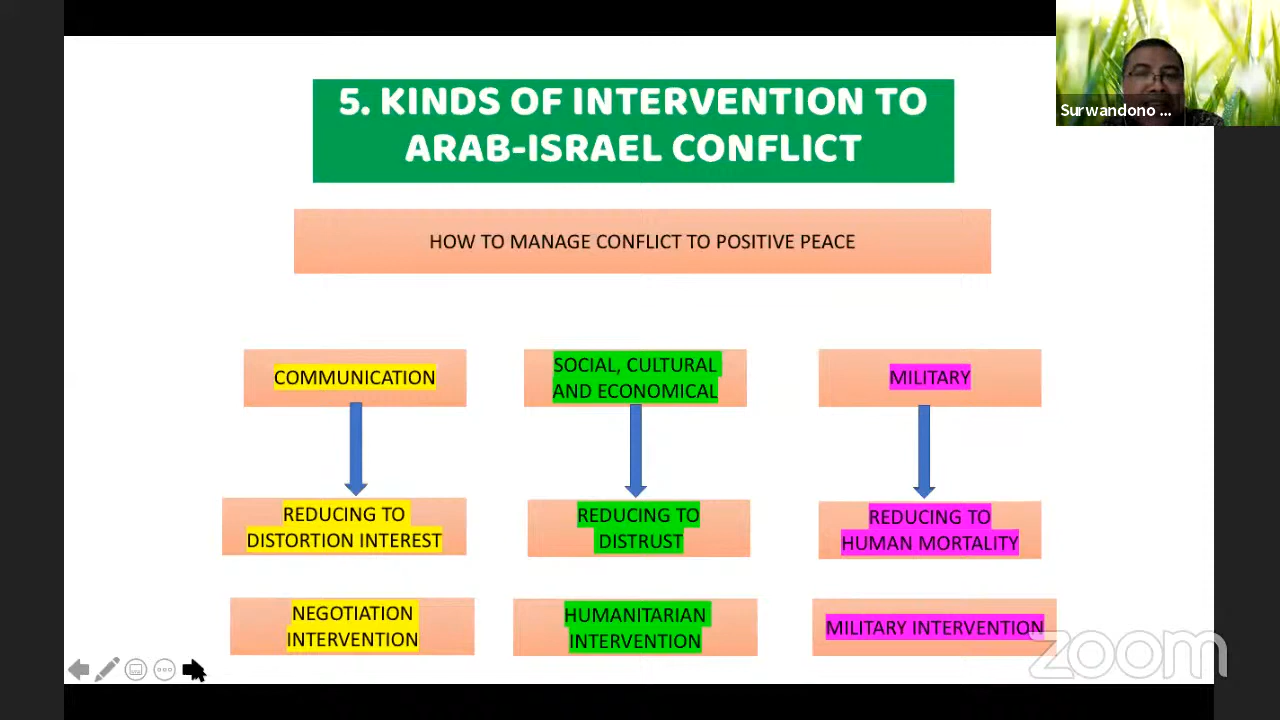 Surwandono ...
5. KINDS OF INTERVENTION TO
ARAB-ISRAEL CONFLICT
HOW TO MANAGE CONFLICT TO POSITIVE PEACE
COMMUNICATION
SOCIAL, CULTURAL
AND ECONOMICAL
MILITARY
REDUCING TO
DISTORTION INTEREST
REDUCING TO
DISTRUST
REDUCING TO
HUMAN MORTALITY
NEGOTIATION
INTERVENTION
HUMANITARIAN
INTERVENTION
MILITARY INTERVENTION
zoom